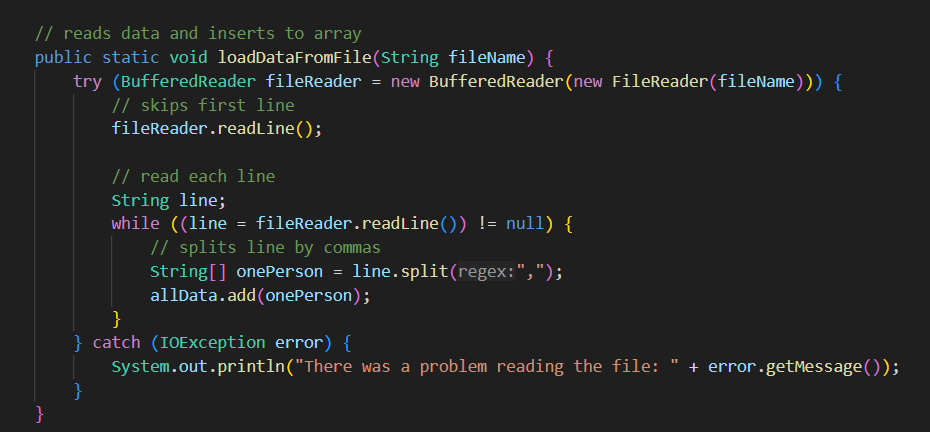 // reads data and inserts to array
public static void loadDataFromFile(String fileName) {
    try (BufferedReader fileReader = new BufferedReader(new FileReader(fileName))) {
        // skips first line
        fileReader.readLine();

        // read each line
        String line;
        while ((line = fileReader.readLine()) != null) {
            // splits line by commas
            String[] onePerson = line.split(regex:",");
            allData.add(onePerson);
        }
    } catch (IOException error) {
        System.out.println("There was a problem reading the file: " + error.getMessage());
    }
}